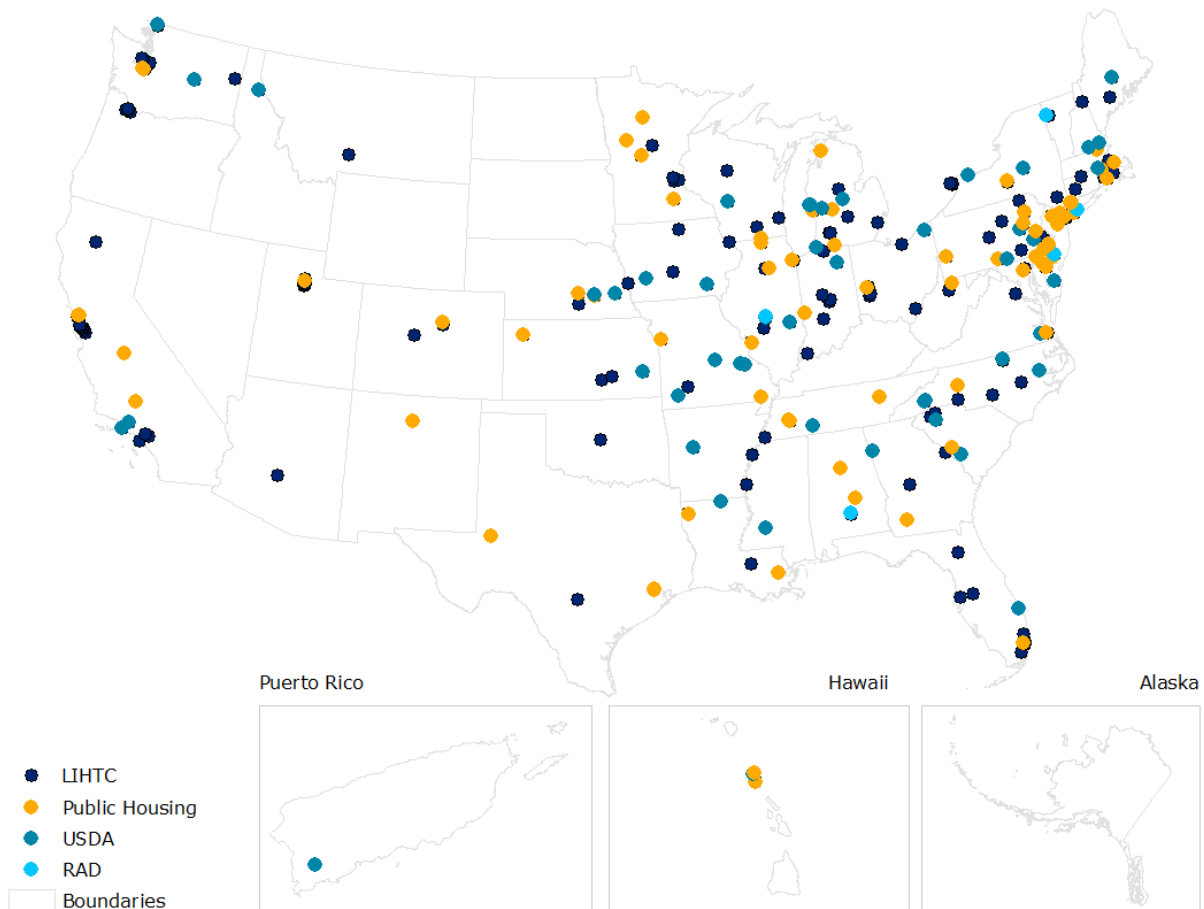 Puerto Rico
Hawaii
Alaska
LIHTC
Public Housing
USDA
RAD
Boundaries